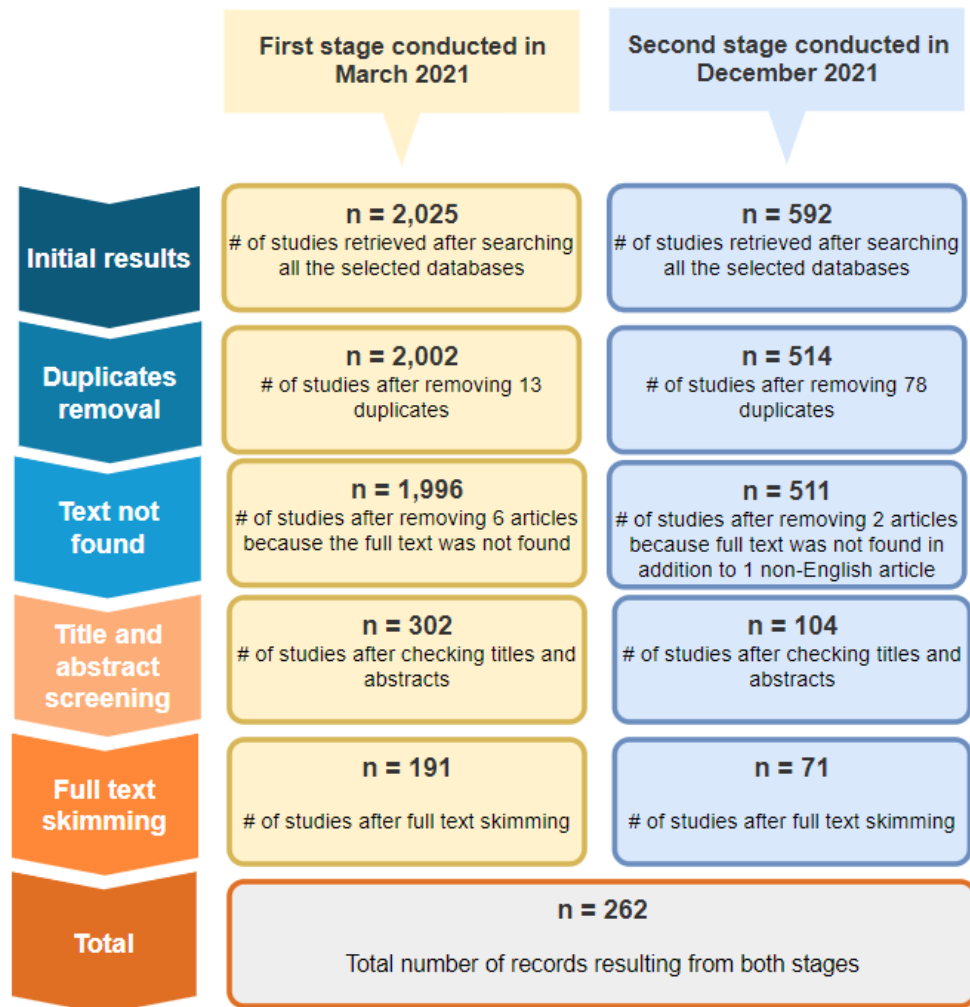 First stage conducted in
March 2021
Second stage conducted in
December 2021
Initial results
n = 2,025
# of studies retrieved after searching
all the selected databases
n = 592
# of studies retrieved after searching
all the selected databases
Duplicates
removal
n = 2,002
# of studies after removing 13
duplicates
n = 514
# of studies after removing 78
duplicates
Text not
found
n = 1,996
# of studies after removing 6 articles
because the full text was not found
n = 511
# of studies after removing 2 articles
because full text was not found in
addition to 1 non-English article
Title and
abstract
screening
n = 302
# of studies after checking titles and
abstracts
n = 104
# of studies after checking titles and
abstracts
Full text
skimming
n = 191
# of studies after full text skimming
n = 71
# of studies after full text skimming
Total
n = 262
Total number of records resulting from both stages